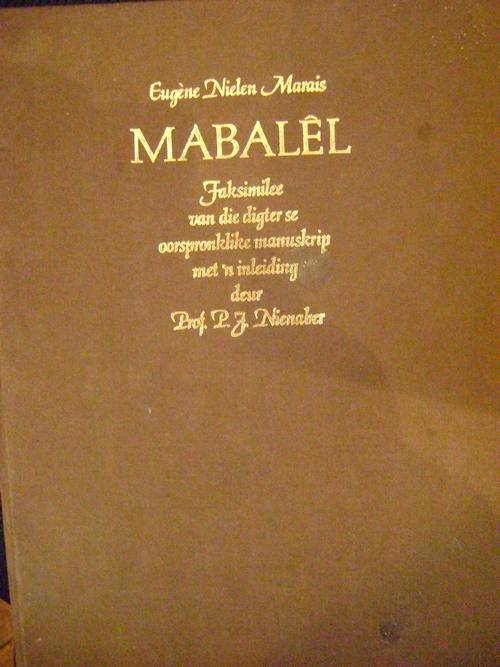 Eugène Nielen Marais
MABALÊL
Faksimilee
van die digter se
oorspronklike manuskrip
met 'n inleiding
deur
Prof. P. J. Nienaber